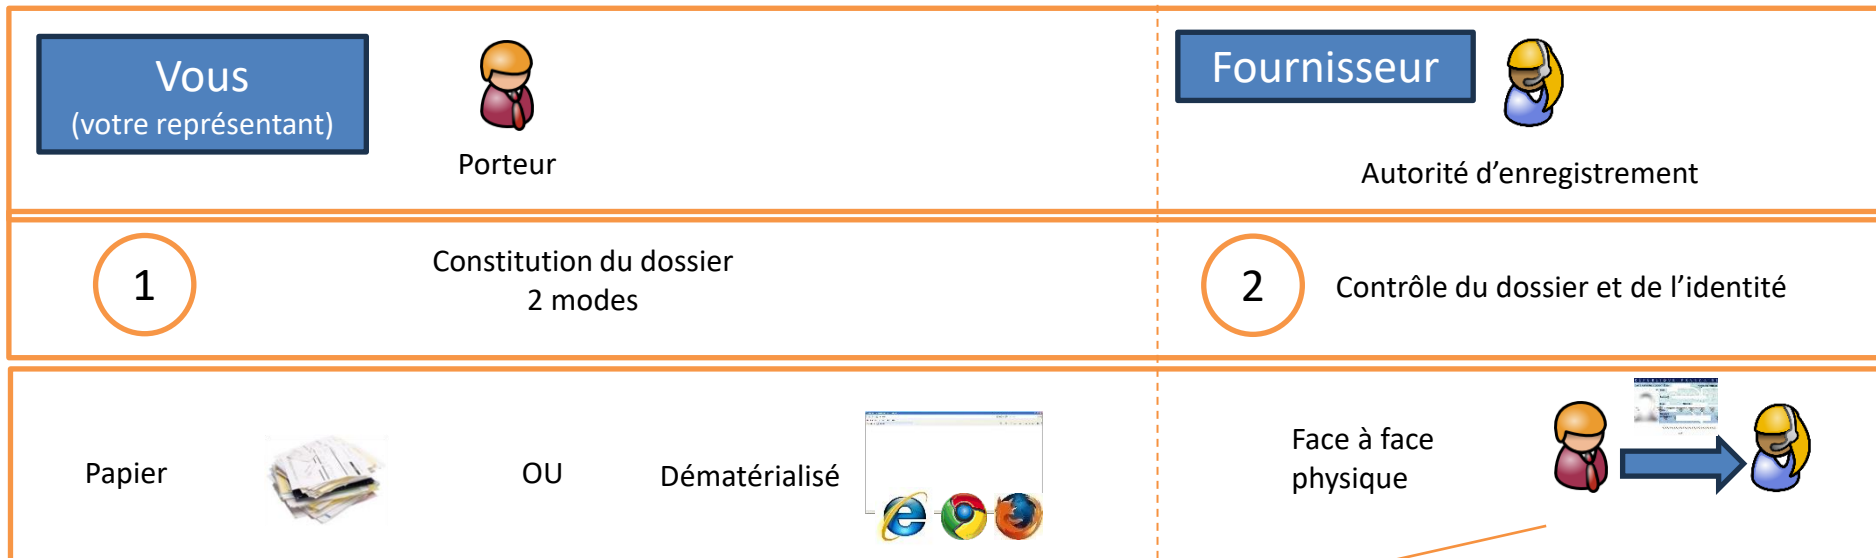 Vous
(votre représentant)
Porteur
Fournisseur
Autorité d’enregistrement
1
Constitution du dossier
2 modes
2
Contrôle du dossier et de l’identité
Papier
OU
Dématérialisé
Face à face
physique